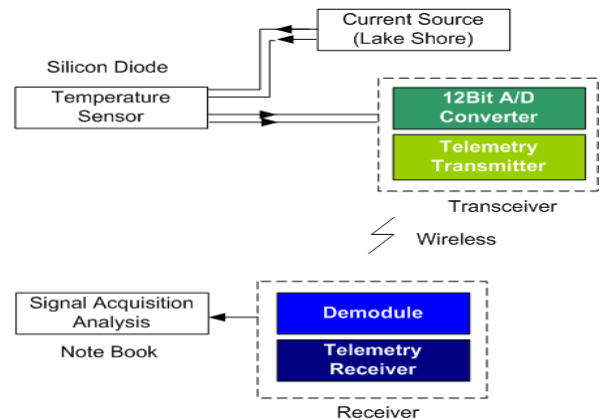 Current Source
(Lake Shore)
Silicon Diode
Temperature
Sensor
12Bit A/D
Converter
Telemetry
Transmitter
Transceiver
Wireless
Signal Acquisition
Analysis
Note Book
Demodule
Telemetry
Receiver
Receiver